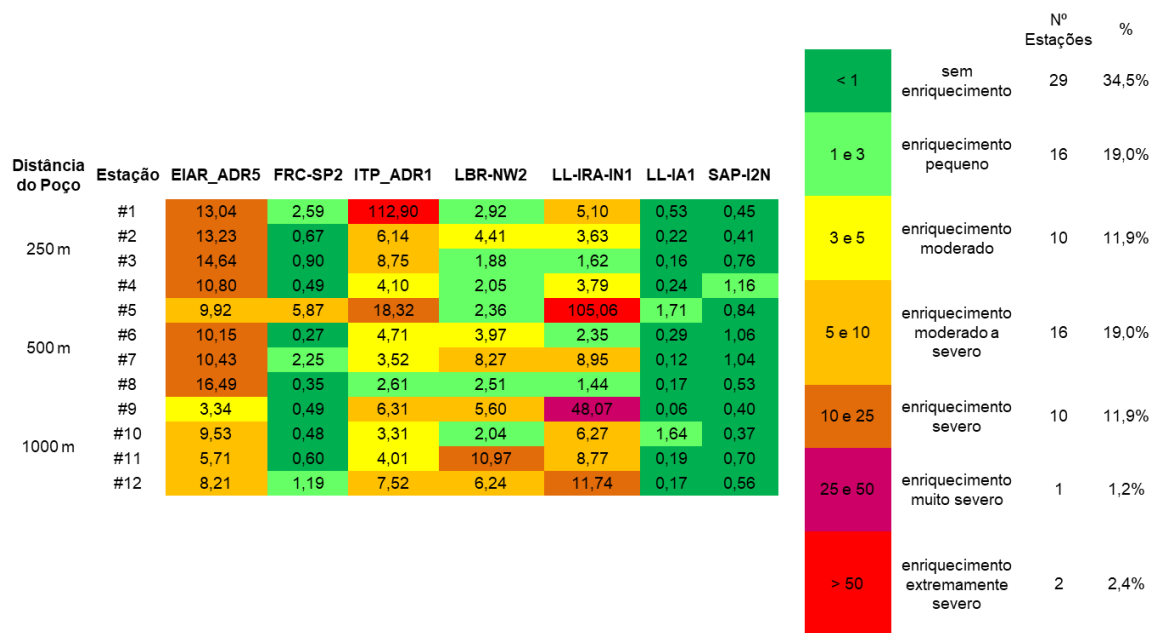 Distância do Poço Estação EIAR_ADR5 FRC-SP2 ITP_ADR1 LBR-NW2 LL-IRA-IN1 LL-IA1 SAP-I2N
250 m
#1 13,04 2,59 112,90 2,92 5,10 0,53 0,45
#2 13,23 0,67 6,14 4,41 3,63 0,22 0,41
#3 14,64 0,90 8,75 1,88 1,62 0,16 0,76
#4 10,80 0,49 4,10 2,05 3,79 0,24 1,16
500 m
#5 9,92 5,87 18,32 2,36 105,06 1,71 0,84
#6 10,15 0,27 4,71 3,97 2,35 0,29 1,06
#7 10,43 2,25 3,52 8,27 8,95 0,12 1,04
#8 16,49 0,35 2,61 2,51 1,44 0,17 0,53
1000 m
#9 3,34 0,49 6,31 5,60 48,07 0,06 0,40
#10 9,53 0,48 3,31 2,04 6,27 1,64 0,37
#11 5,71 0,60 4,01 10,97 8,77 0,19 0,70
#12 8,21 1,19 7,52 6,24 11,74 0,17 0,56
Nº Estações %
< 1 sem enriquecimento 29 34,5%
1 e 3 enriquecimento pequeno 16 19,0%
3 e 5 enriquecimento moderado 10 11,9%
5 e 10 enriquecimento moderado a severo 16 19,0%
10 e 25 enriquecimento severo 10 11,9%
25 e 50 enriquecimento muito severo 1 1,2%
> 50 enriquecimento extremamente severo 2 2,4%